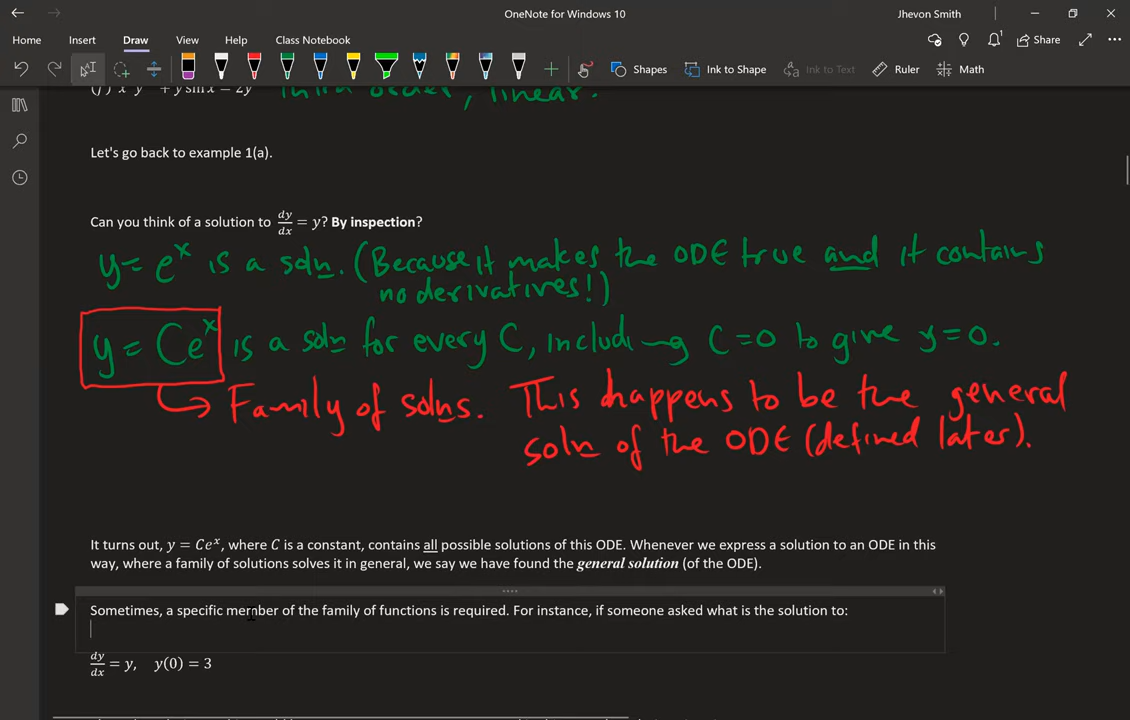 OneNote for Windows 10
Jhevon Smith
Home Insert Draw View Help Class Notebook
Share
Shapes Ink to Shape Ink to Text Ruler Math
third order, linear.
Let's go back to example 1(a).
Can you think of a solution to dy/dx = y? By inspection?
y = e^x is a soln. (Because it makes the ODE true and it contains
no derivatives!)
y = Ce^x is a soln for every C, including C=0 to give y=0.
Family of solns. This happens to be the general
soln of the ODE (defined later).
It turns out, y = Ce^x, where C is a constant, contains all possible solutions of this ODE. Whenever we express a solution to an ODE in this
way, where a family of solutions solves it in general, we say we have found the general solution (of the ODE).
Sometimes, a specific member of the family of functions is required. For instance, if someone asked what is the solution to:
dy/dx = y, y(0) = 3